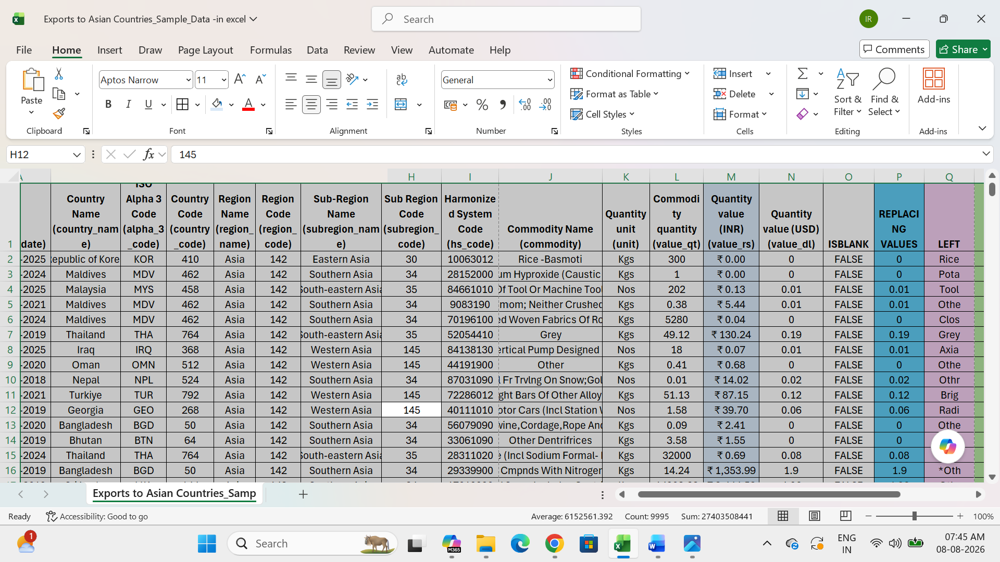 Exports to Asian Countries_Sample_Data -in excel
Search
IR
File Home Insert Draw Page Layout Formulas Data Review View Automate Help
Comments Share
Paste
Clipboard
Aptos Narrow 11
B I U
Font
ab
Alignment
General
Number
Conditional Formatting
Format as Table
Cell Styles
Styles
Insert
Delete
Format
Cells
Sort & Filter
Find & Select
Editing
Add-ins
Add-ins
H12 fx 145
A H I J K L M N O P Q
1 date) Country Name (country_name) ISO Alpha 3 Code (alpha_3_code) Country Code (country_code) Region Name (region_name) Region Code (region_code) Sub-Region Name (subregion_name) Sub Region Code (subregion_code) Harmonized System Code (hs_code) Commodity Name (commodity) Quantity unit (unit) Commodity quantity (value_qt) Quantity value (INR) (value_rs) Quantity value (USD) (value_dl) ISBLANK REPLACING VALUES LEFT
2 -2025 Republic of Kore KOR 410 Asia 142 Eastern Asia 30 10063012 Rice -Basmoti Kgs 300 ₹ 0.00 0 FALSE 0 Rice
3 -2024 Maldives MDV 462 Asia 142 Southern Asia 34 28152000 um Hyproxide (Caustic Kgs 1 ₹ 0.00 0 FALSE 0 Pota
4 -2025 Malaysia MYS 458 Asia 142 South-eastern Asia 35 84661010 Of Tool Or Machine Tool Nos 202 ₹ 0.13 0.01 FALSE 0.01 Tool
5 -2021 Maldives MDV 462 Asia 142 Southern Asia 34 9083190 mom; Neither Crushed Kgs 0.38 ₹ 5.44 0.01 FALSE 0.01 Othe
6 -2024 Maldives MDV 462 Asia 142 Southern Asia 34 70196100 ed Woven Fabrics Of Ro Kgs 5280 ₹ 0.04 0 FALSE 0 Clos
7 -2019 Thailand THA 764 Asia 142 South-eastern Asia 35 52054410 Grey Kgs 49.12 ₹ 130.24 0.19 FALSE 0.19 Grey
8 -2025 Iraq IRQ 368 Asia 142 Western Asia 145 84138130 ertical Pump Designed Nos 18 ₹ 0.07 0.01 FALSE 0.01 Axia
9 -2020 Oman OMN 512 Asia 142 Western Asia 145 44191900 Other Kgs 0.41 ₹ 0.68 0 FALSE 0 Othe
10 -2018 Nepal NPL 524 Asia 142 Southern Asia 34 87031090 l Fr Trvlng On Snow;Gol Nos 0.01 ₹ 14.02 0.02 FALSE 0.02 Othr
11 -2021 Turkiye TUR 792 Asia 142 Western Asia 145 72286012 ght Bars Of Other Alloy Kgs 51.13 ₹ 87.15 0.12 FALSE 0.12 Brig
12 -2019 Georgia GEO 268 Asia 142 Western Asia 145 40111010 otor Cars (Incl Station Nos 1.58 ₹ 39.70 0.06 FALSE 0.06 Radi
13 -2020 Bangladesh BGD 50 Asia 142 Southern Asia 34 56079090 wine,Cordage,Rope And Kgs 0.09 ₹ 2.41 0 FALSE 0 Othe
14 -2019 Bhutan BTN 64 Asia 142 Southern Asia 34 33061090 Other Dentrifrices Kgs 3.58 ₹ 1.55 0 FALSE 0
15 -2024 Thailand THA 764 Asia 142 South-eastern Asia 35 28311020 e (Incl Sodium Formal- Kgs 32000 ₹ 0.69 0.08 FALSE 0.08
16 -2019 Bangladesh BGD 50 Asia 142 Southern Asia 34 29339900 Cmpnds With Nitroger Kgs 14.24 ₹ 1,353.99 1.9 FALSE 1.9 *Oth
Exports to Asian Countries_Samp
Ready Accessibility: Good to go Average: 6152561.392 Count: 9995 Sum: 27403508441 100%
1 Search M365 ENG IN 07:45 AM 08-08-2026